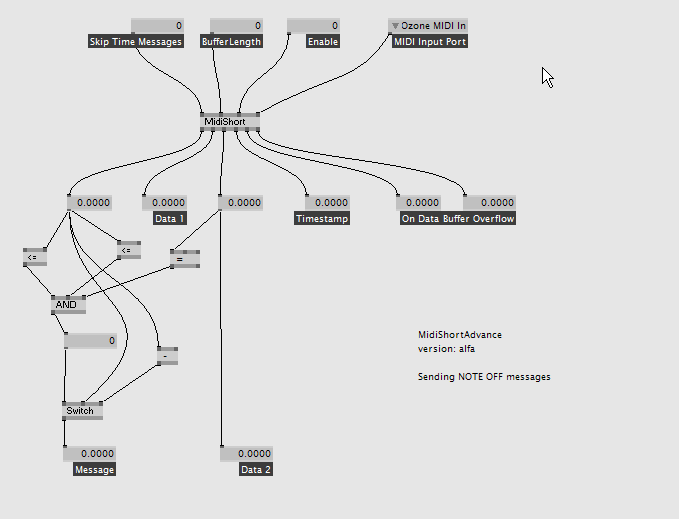 0
0
0
▼ Ozone MIDI In
Skip Time Messages
BufferLength
Enable
MIDI Input Port
MidiShort
0.0000
0.0000
0.0000
0.0000
0.0000
0.0000
Data 1
Timestamp
On Data
Buffer Overflow
<=
<=
=
AND
0
-
MidiShortAdvance
version: alfa
Sending NOTE OFF messages
Switch
0.0000
0.0000
Message
Data 2